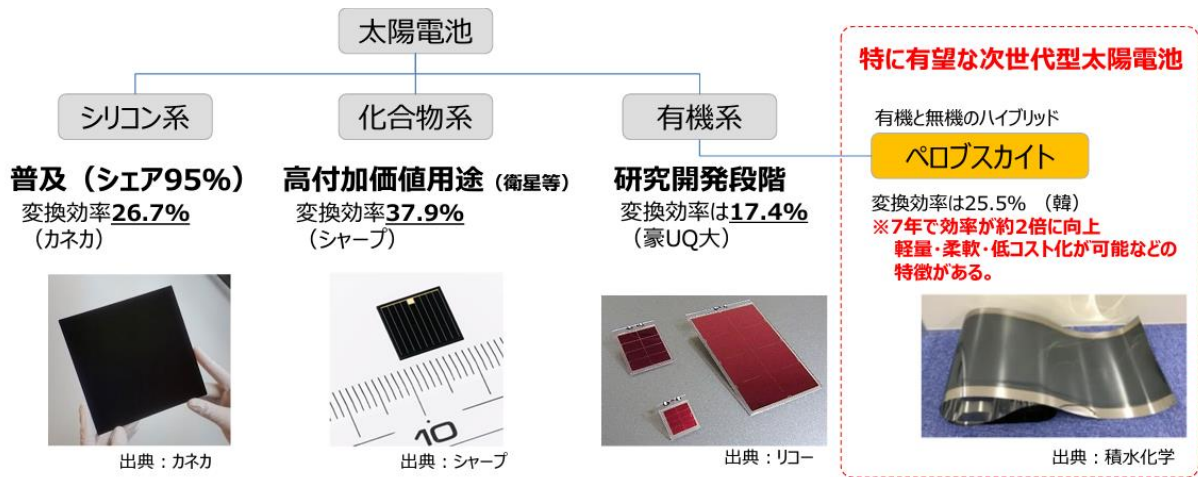 太陽電池
シリコン系
化合物系
有機系
普及（シェア95%）
変換効率26.7%
（カネカ）
出典：カネカ
高付加価値用途（衛星等）
変換効率37.9%
（シャープ）
10
出典：シャープ
研究開発段階
変換効率は17.4%
（豪UQ大）
出典：リコー
特に有望な次世代型太陽電池
有機と無機のハイブリッド
ペロブスカイト
変換効率は25.5%　（韓）
※7年で効率が約2倍に向上
軽量・柔軟・低コスト化が可能などの
特徴がある。
出典：積水化学